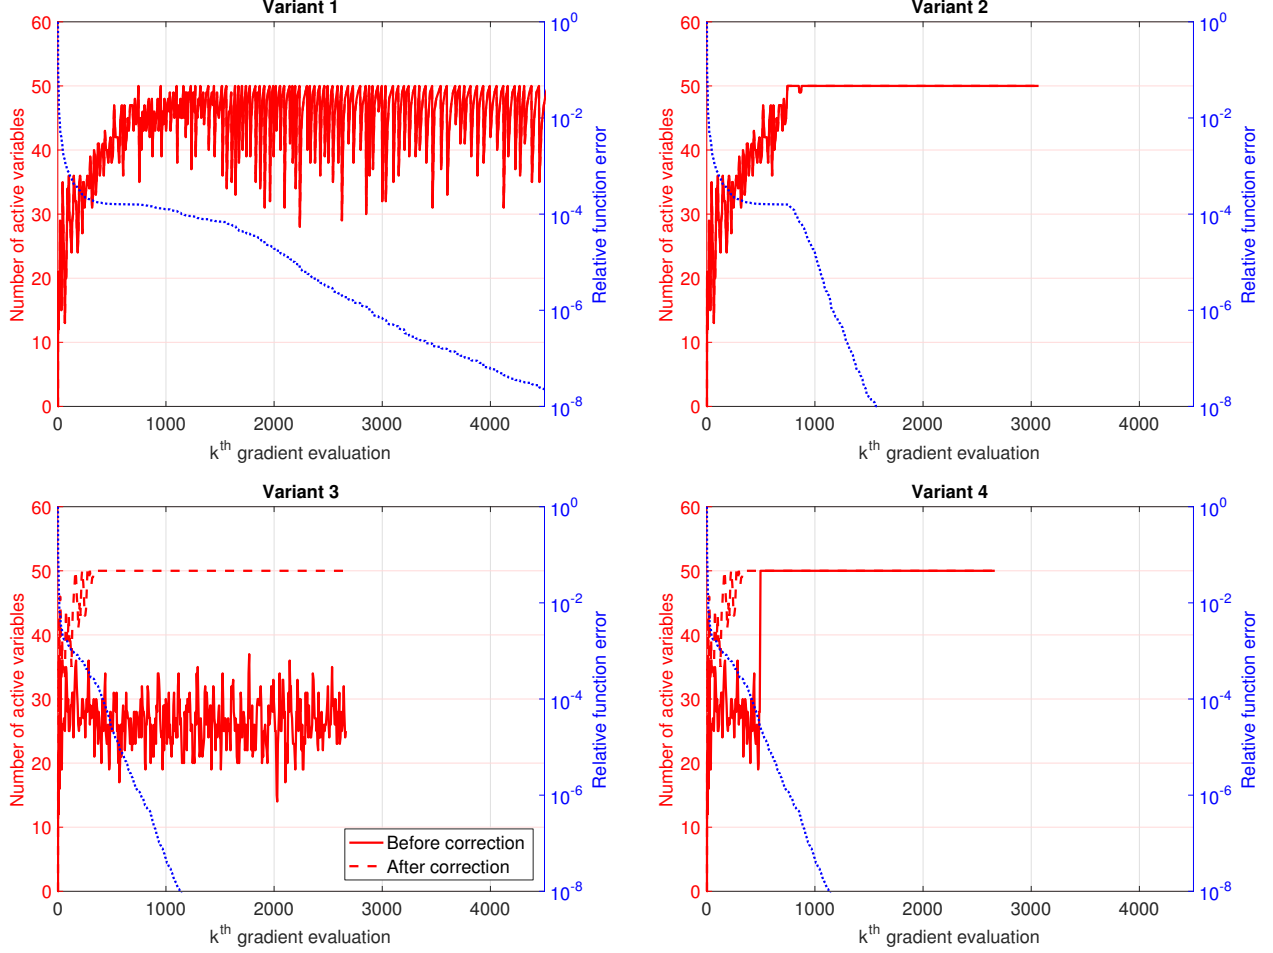 Variant 1
60
50
40
30
20
10
0
Number of active variables
10^0
10^-2
10^-4
10^-6
10^-8
Relative function error
0 1000 2000 3000 4000
k^th gradient evaluation
Variant 2
60
50
40
30
20
10
0
Number of active variables
10^0
10^-2
10^-4
10^-6
10^-8
Relative function error
0 1000 2000 3000 4000
k^th gradient evaluation
Variant 3
60
50
40
30
20
10
0
Number of active variables
10^0
10^-2
10^-4
10^-6
10^-8
Relative function error
Before correction
After correction
0 1000 2000 3000 4000
k^th gradient evaluation
Variant 4
60
50
40
30
20
10
0
Number of active variables
10^0
10^-2
10^-4
10^-6
10^-8
Relative function error
0 1000 2000 3000 4000
k^th gradient evaluation